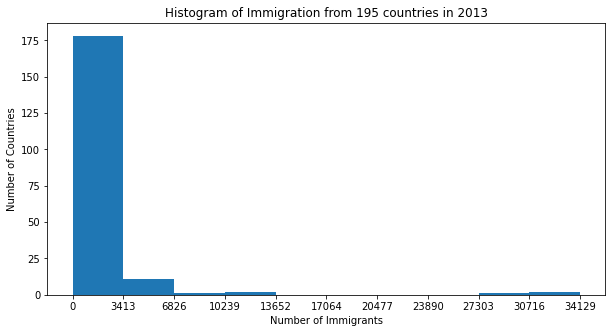 Histogram of Immigration from 195 countries in 2013
Number of Countries
175
150
125
100
75
50
25
0
0 3413 6826 10239 13652 17064 20477 23890 27303 30716 34129
Number of Immigrants